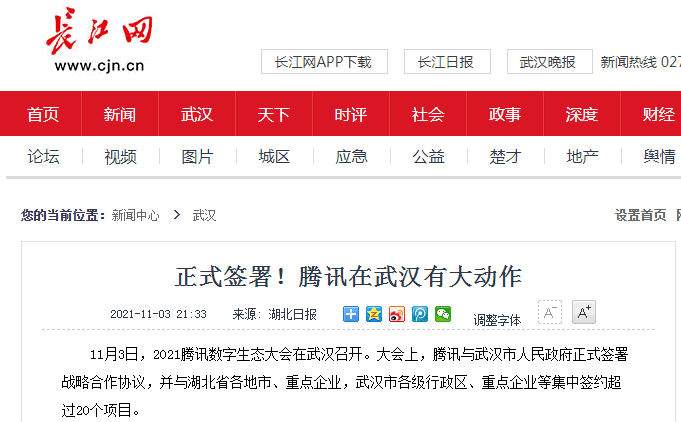 长江网
www.cjn.cn
长江网APP下载 长江日报 武汉晚报 新闻热线 027
首页 新闻 武汉 天下 时评 社会 政事 深度 财经
论坛 视频 图片 城区 应急 公益 楚才 地产 舆情
您的当前位置： 新闻中心 > 武汉 设置首页
正式签署！腾讯在武汉有大动作
2021-11-03 21:33 来源：湖北日报 调整字体 A- A+
11月3日，2021腾讯数字生态大会在武汉召开。大会上，腾讯与武汉市人民政府正式签署
战略合作协议，并与湖北省各地市、重点企业，武汉市各级行政区、重点企业等集中签约超
过20个项目。